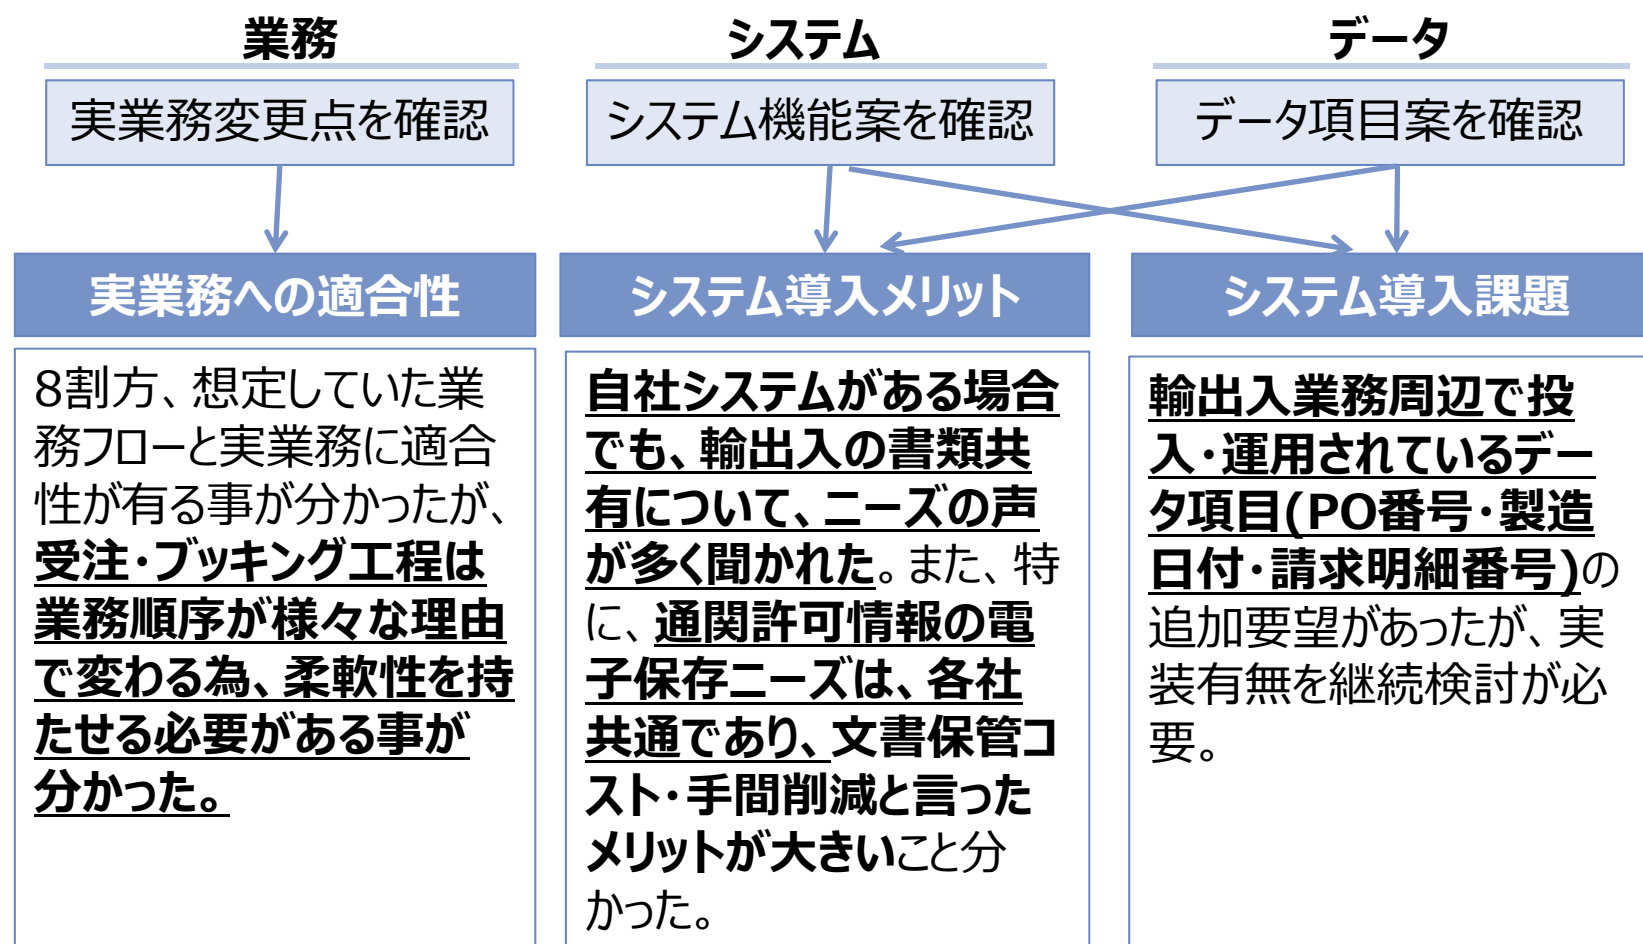 業務
実業務変更点を確認
実業務への適合性
8割方、想定していた業
務フローと実業務に適合
性が有る事が分かったが、
受注・ブッキング工程は
業務順序が様々な理由
で変わる為、柔軟性を持
たせる必要がある事が
分かった。
システム
システム機能案を確認
システム導入メリット
自社システムがある場合
でも、輸出入の書類共
有について、ニーズの声
が多く聞かれた。また、特
に、通関許可情報の電
子保存ニーズは、各社
共通であり、文書保管コ
スト・手間削減と言った
メリットが大きいこと分
かった。
データ
データ項目案を確認
システム導入課題
輸出入業務周辺で投
入・運用されているデー
タ項目(PO番号・製造
日付・請求明細番号)の
追加要望があったが、実
装有無を継続検討が必
要。